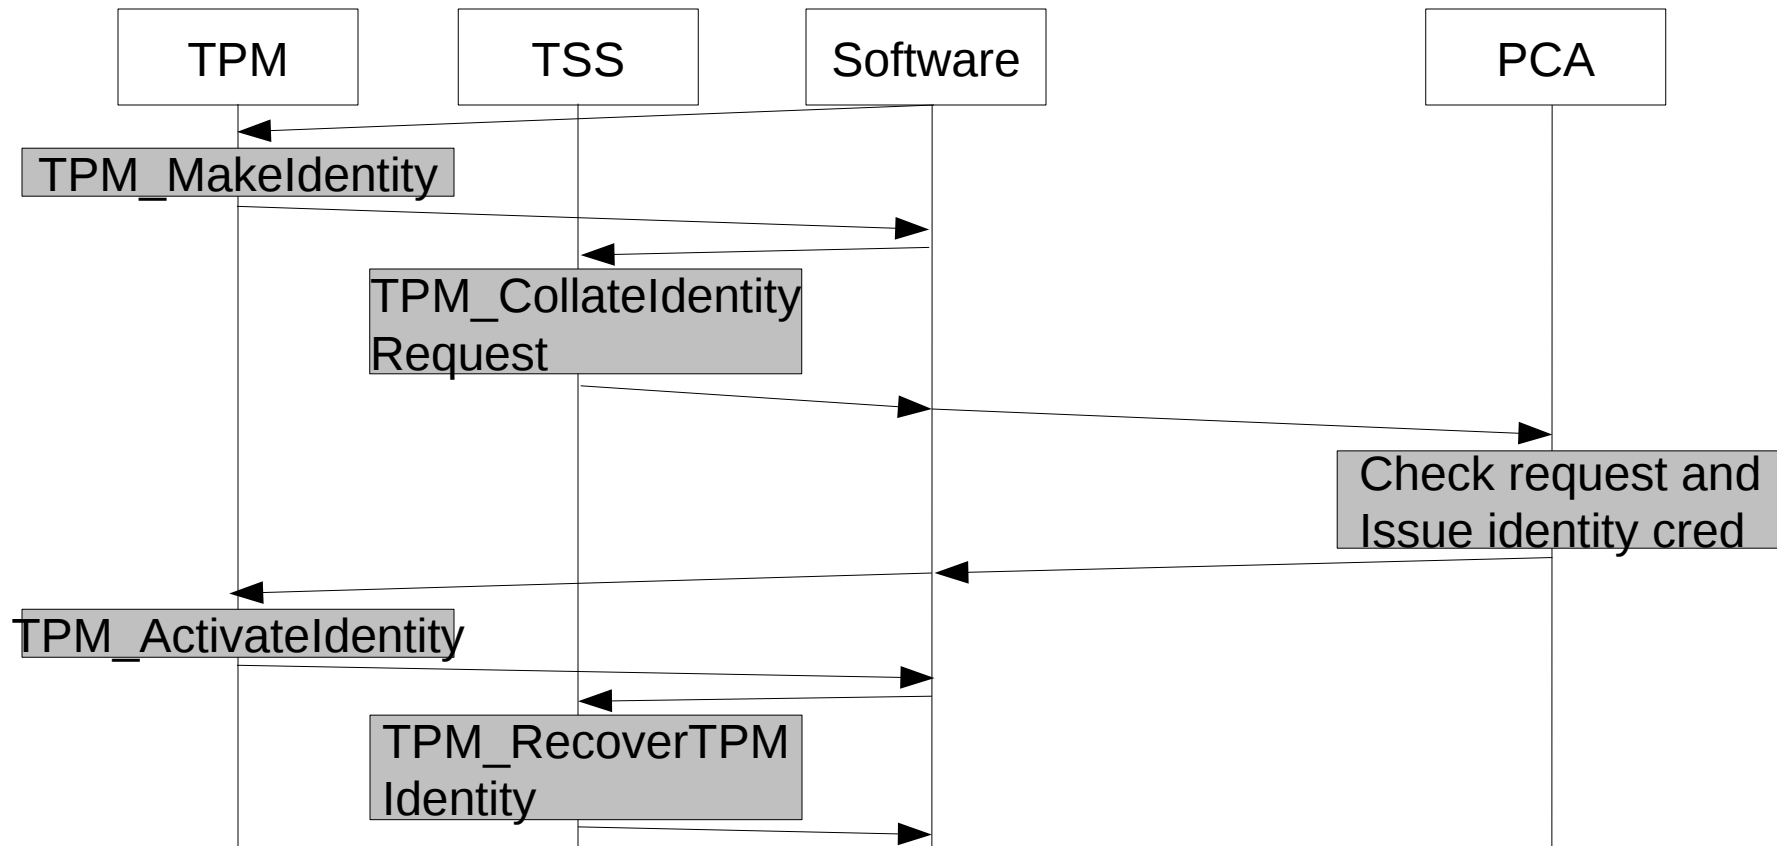 TPM
TSS
Software
PCA
TPM_MakeIdentity
TPM_CollateIdentity
Request
Check request and
Issue identity cred
TPM_ActivateIdentity
TPM_RecoverTPM
Identity